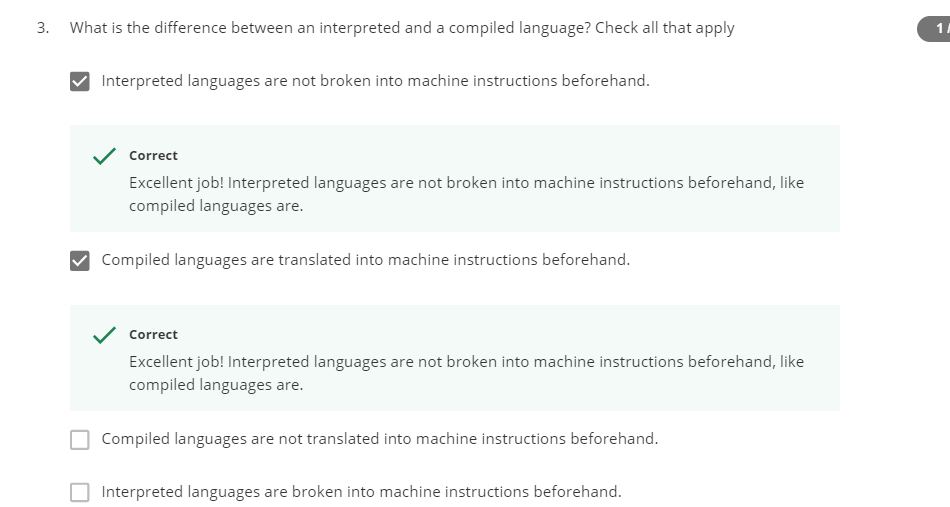 3. What is the difference between an interpreted and a compiled language? Check all that apply
1/
Interpreted languages are not broken into machine instructions beforehand.
Correct
Excellent job! Interpreted languages are not broken into machine instructions beforehand, like
compiled languages are.
Compiled languages are translated into machine instructions beforehand.
Correct
Excellent job! Interpreted languages are not broken into machine instructions beforehand, like
compiled languages are.
Compiled languages are not translated into machine instructions beforehand.
Interpreted languages are broken into machine instructions beforehand.